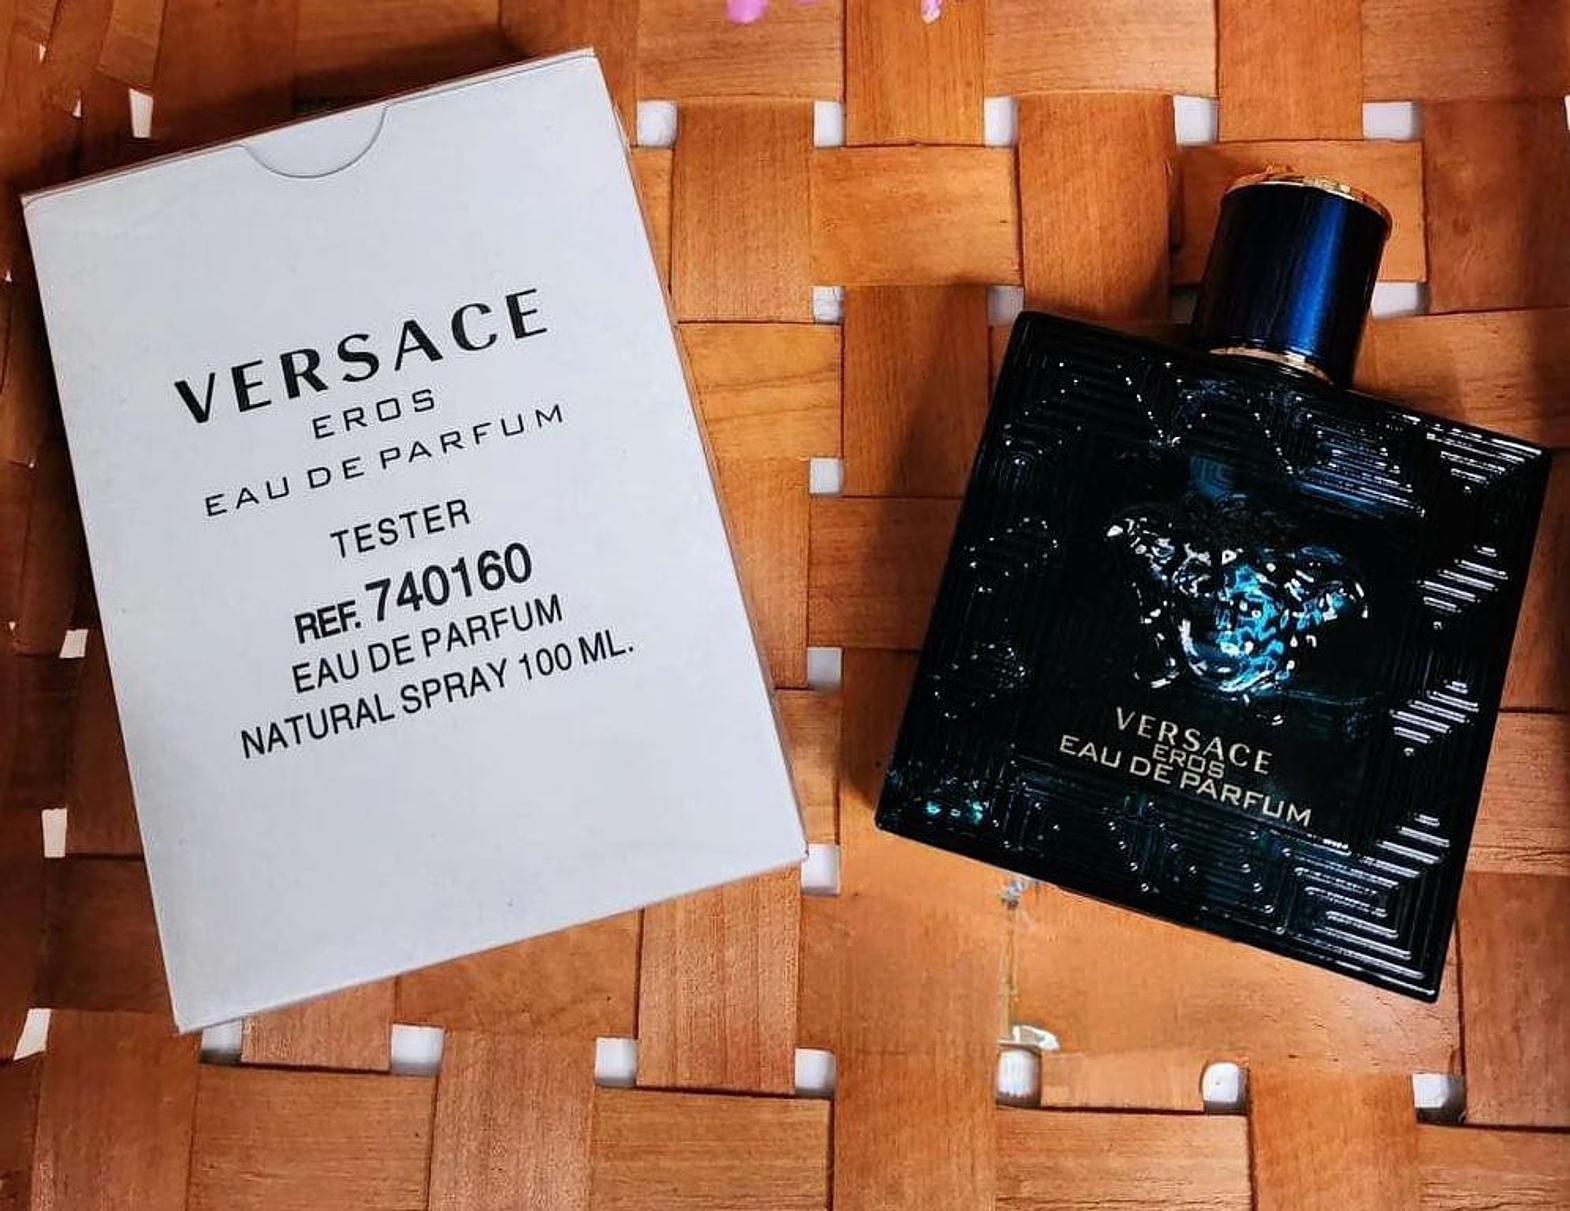 VERSACE
EROS
EAU DE PARFUM
TESTER
REF. 740160
EAU DE PARFUM
NATURAL SPRAY 100 ML.
VERSACE
EROS
EAU DE PARFUM